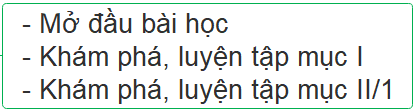 - Mở đầu bài học
- Khám phá, luyện tập mục I
- Khám phá, luyện tập mục II/1